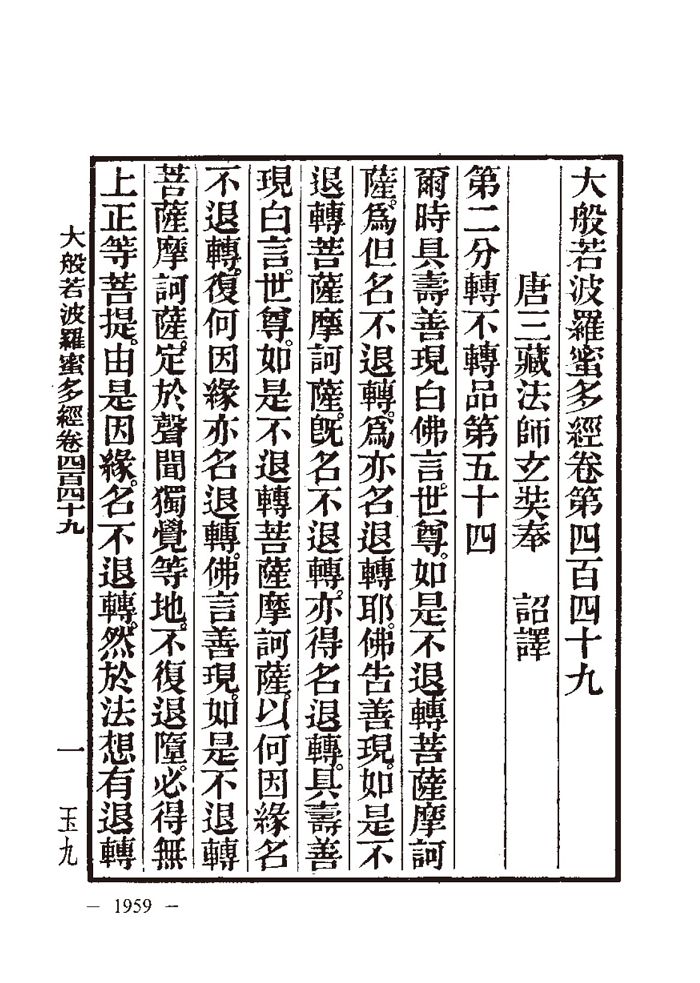 大般若波羅蜜多經卷第四百四十九
唐三藏法師玄奘奉　詔譯
第二分轉不轉品第五十四
爾時具壽善現白佛言。世尊。如是不退轉菩薩摩訶
薩。為但名不退轉。為亦名退轉耶。佛告善現。如是不
退轉菩薩摩訶薩。旣名不退轉。亦得名退轉。具壽善
現白言。世尊。如是不退轉菩薩摩訶薩。以何因緣名
不退轉。復何因緣亦名退轉。佛言善現。如是不退轉
菩薩摩訶薩。定於聲聞獨覺等地。不復退墮。必得無
上正等菩提。由是因緣。名不退轉。然於法想有退轉
大般若波羅蜜多經卷四百四十九
一
玉九
— 1959 —